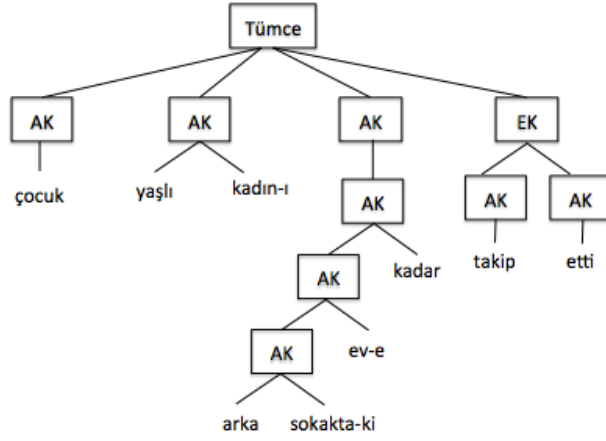 Tümce
AK AK AK EK
çocuk yaşlı kadın-ı AK AK AK
kadar takip etti
AK
AK ev-e
arka sokakta-ki